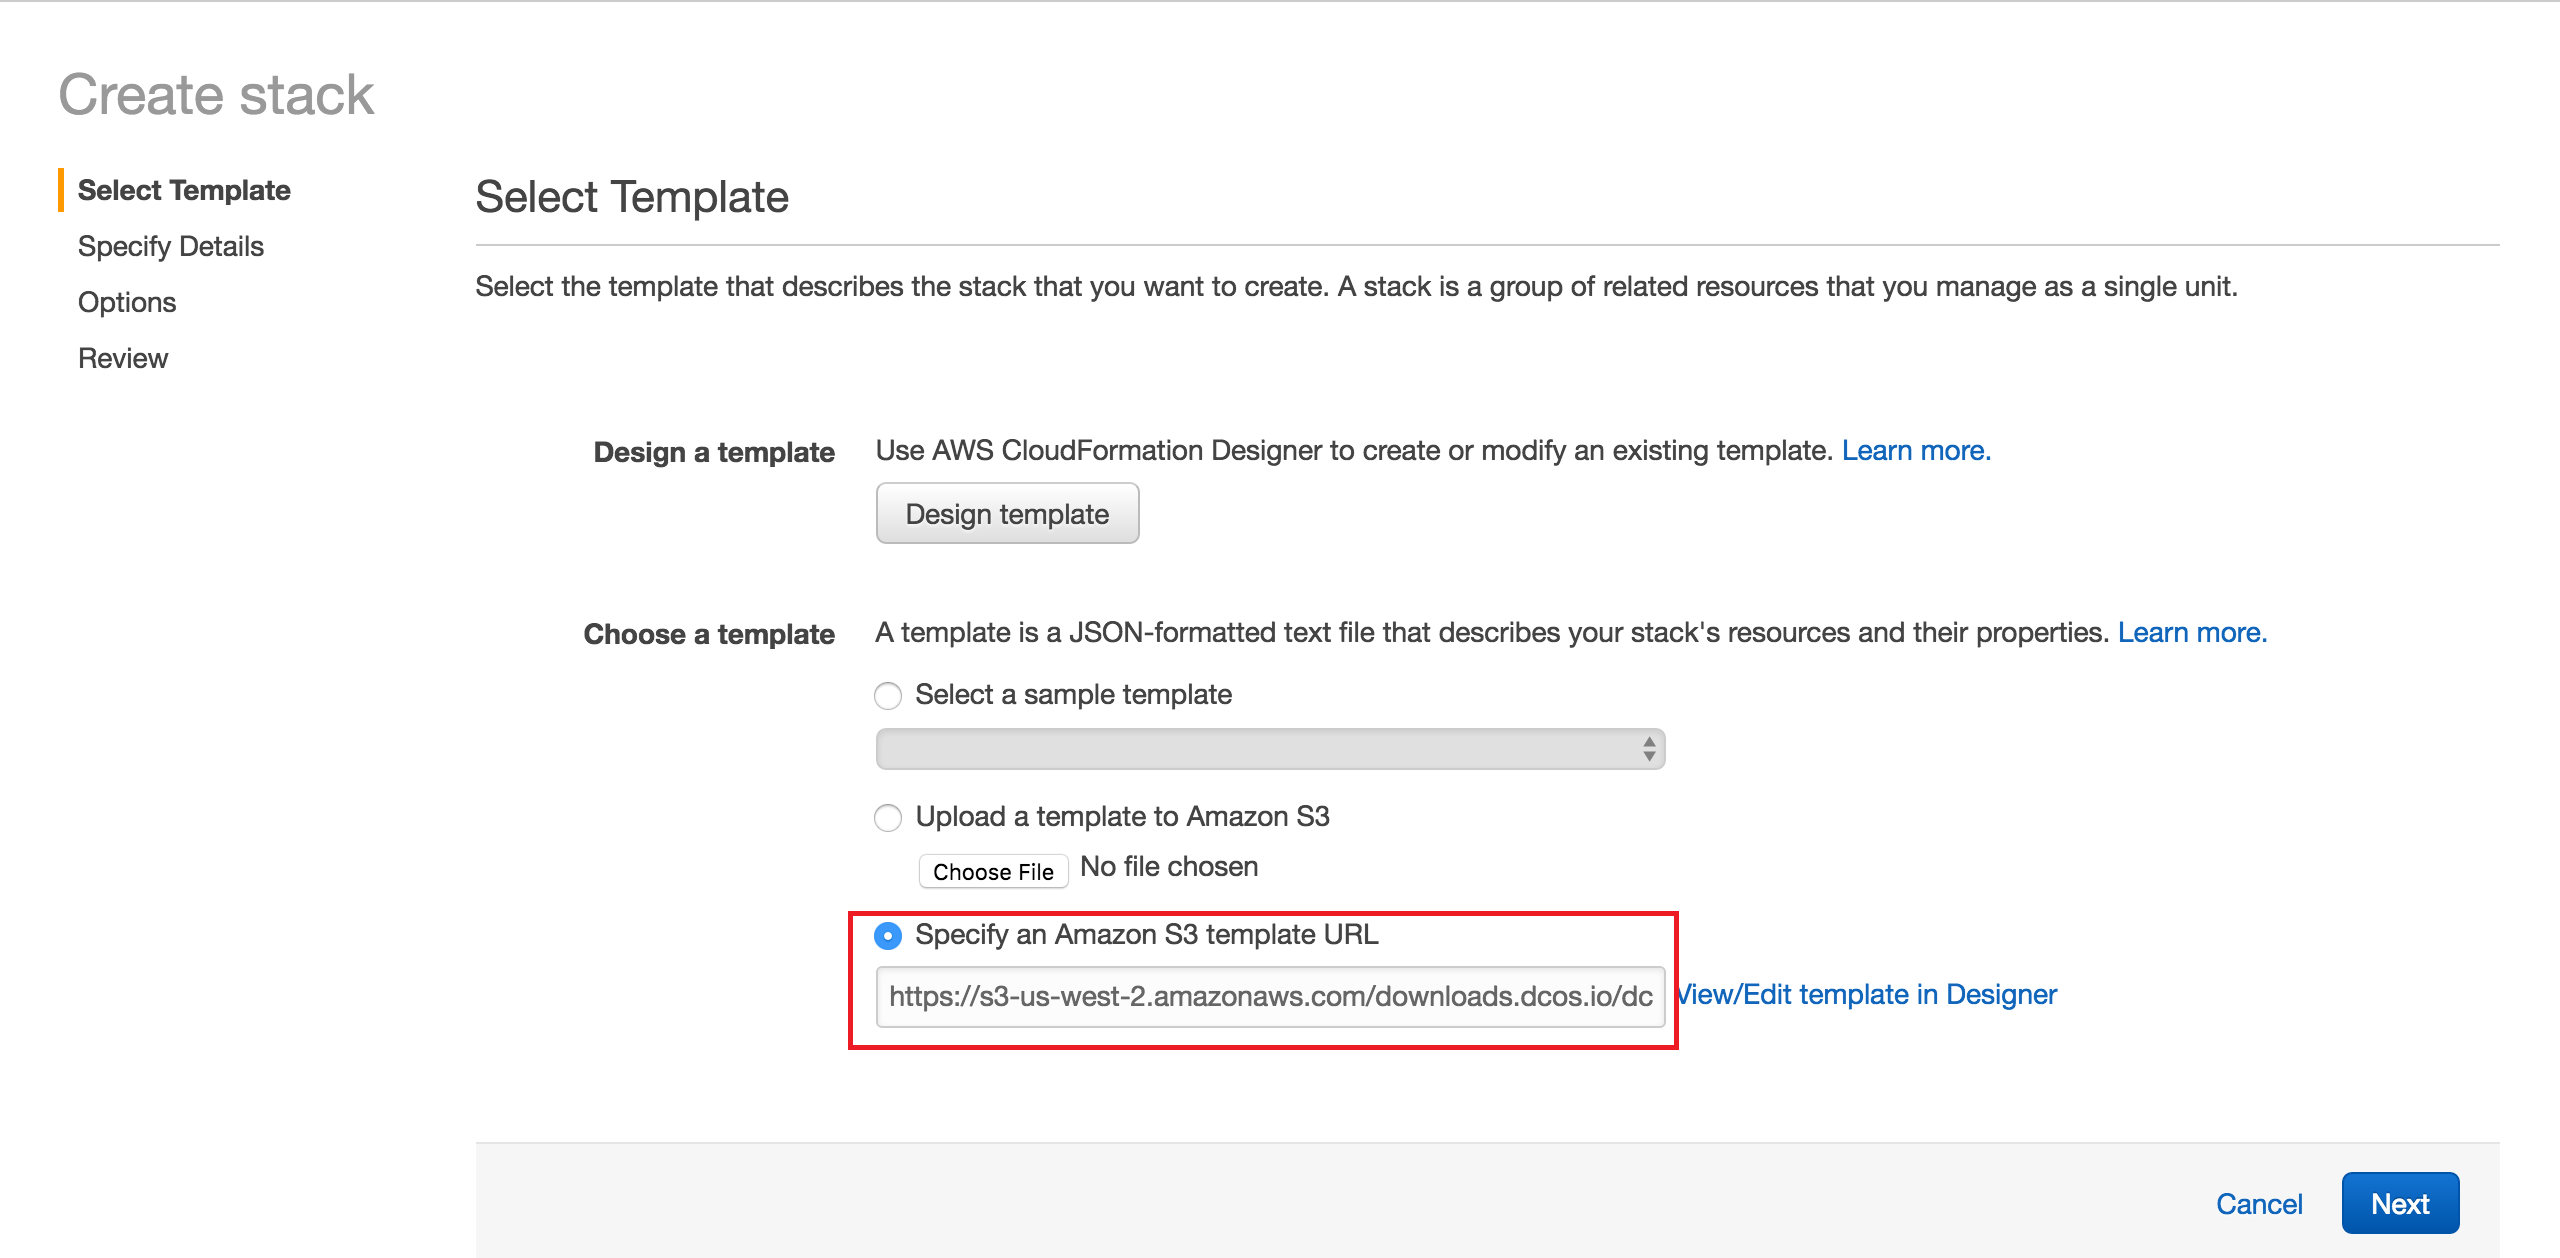 Create stack
Select Template
Specify Details
Options
Review
Select Template
Select the template that describes the stack that you want to create. A stack is a group of related resources that you manage as a single unit.
Design a template
Use AWS CloudFormation Designer to create or modify an existing template. Learn more.
Design template
Choose a template
A template is a JSON-formatted text file that describes your stack's resources and their properties. Learn more.
Select a sample template
Upload a template to Amazon S3
Choose File No file chosen
Specify an Amazon S3 template URL
https://s3-us-west-2.amazonaws.com/downloads.dcos.io/dc
View/Edit template in Designer
Cancel
Next